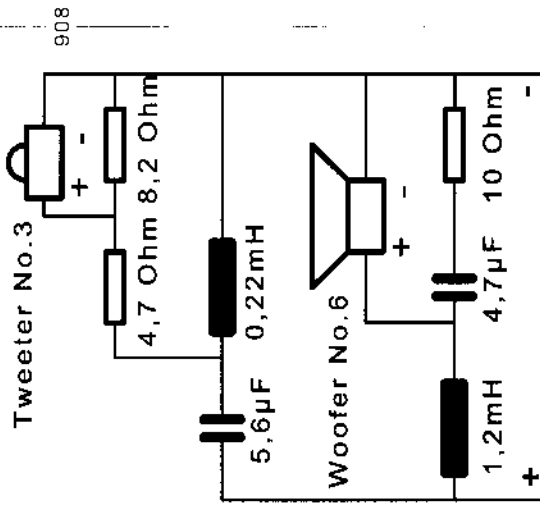 908
Tweeter No.3
+ -
4,7 Ohm 8,2 Ohm
0,22mH
5,6µF
Woofer No.6
+ -
10 Ohm
4,7µF
1,2mH
+ -